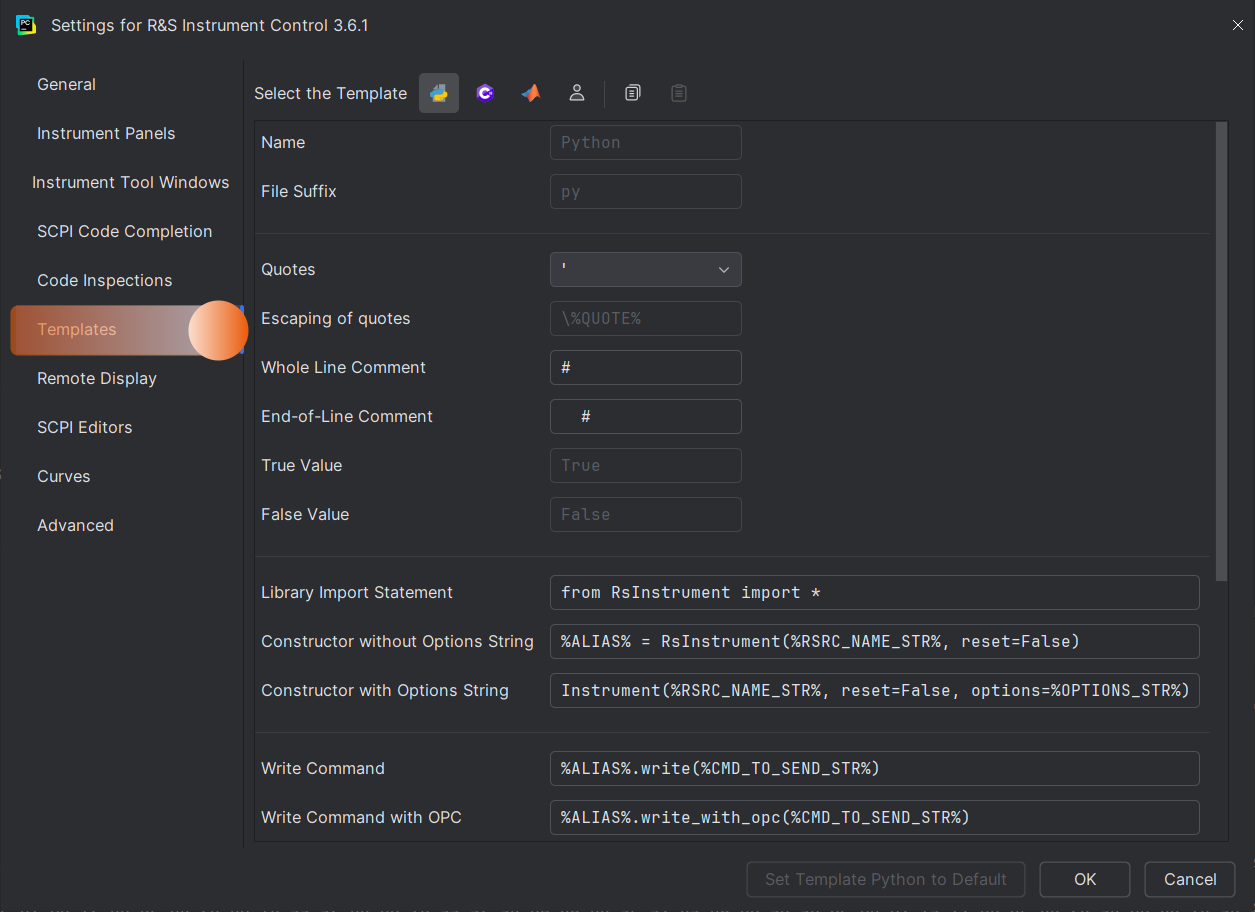 Settings for R&S Instrument Control 3.6.1
General
Instrument Panels
Instrument Tool Windows
SCPI Code Completion
Code Inspections
Templates
Remote Display
SCPI Editors
Curves
Advanced
Select the Template
Name Python
File Suffix py
Quotes '
Escaping of quotes \%QUOTE%
Whole Line Comment #
End-of-Line Comment #
True Value True
False Value False
Library Import Statement from RsInstrument import *
Constructor without Options String %ALIAS% = RsInstrument(%RSRC_NAME_STR%, reset=False)
Constructor with Options String Instrument(%RSRC_NAME_STR%, reset=False, options=%OPTIONS_STR%)
Write Command %ALIAS%.write(%CMD_TO_SEND_STR%)
Write Command with OPC %ALIAS%.write_with_opc(%CMD_TO_SEND_STR%)
Set Template Python to Default OK Cancel